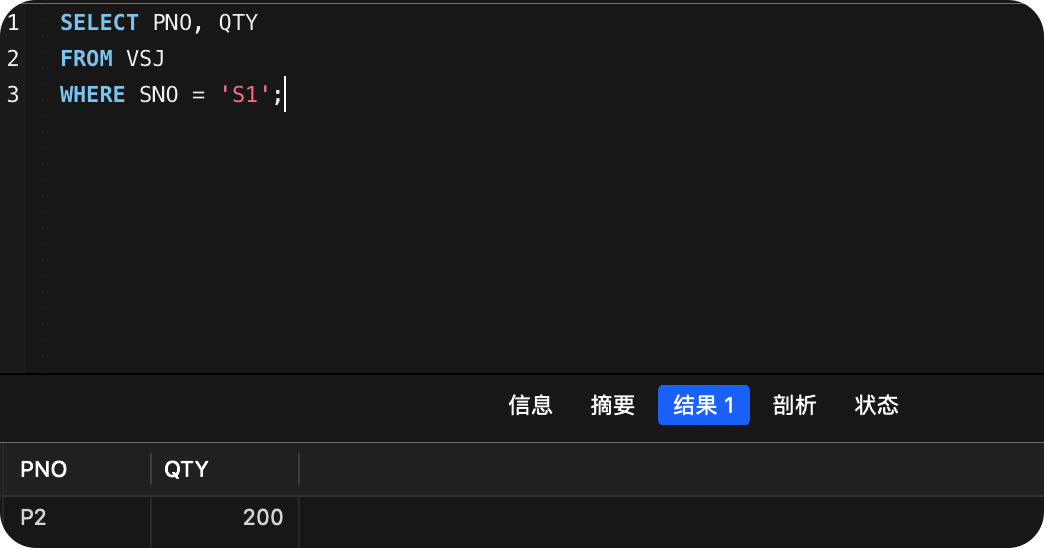 1 SELECT PNO, QTY
2 FROM VSJ
3 WHERE SNO = 'S1';
信息 摘要 结果 1 剖析 状态
PNO QTY
P2 200